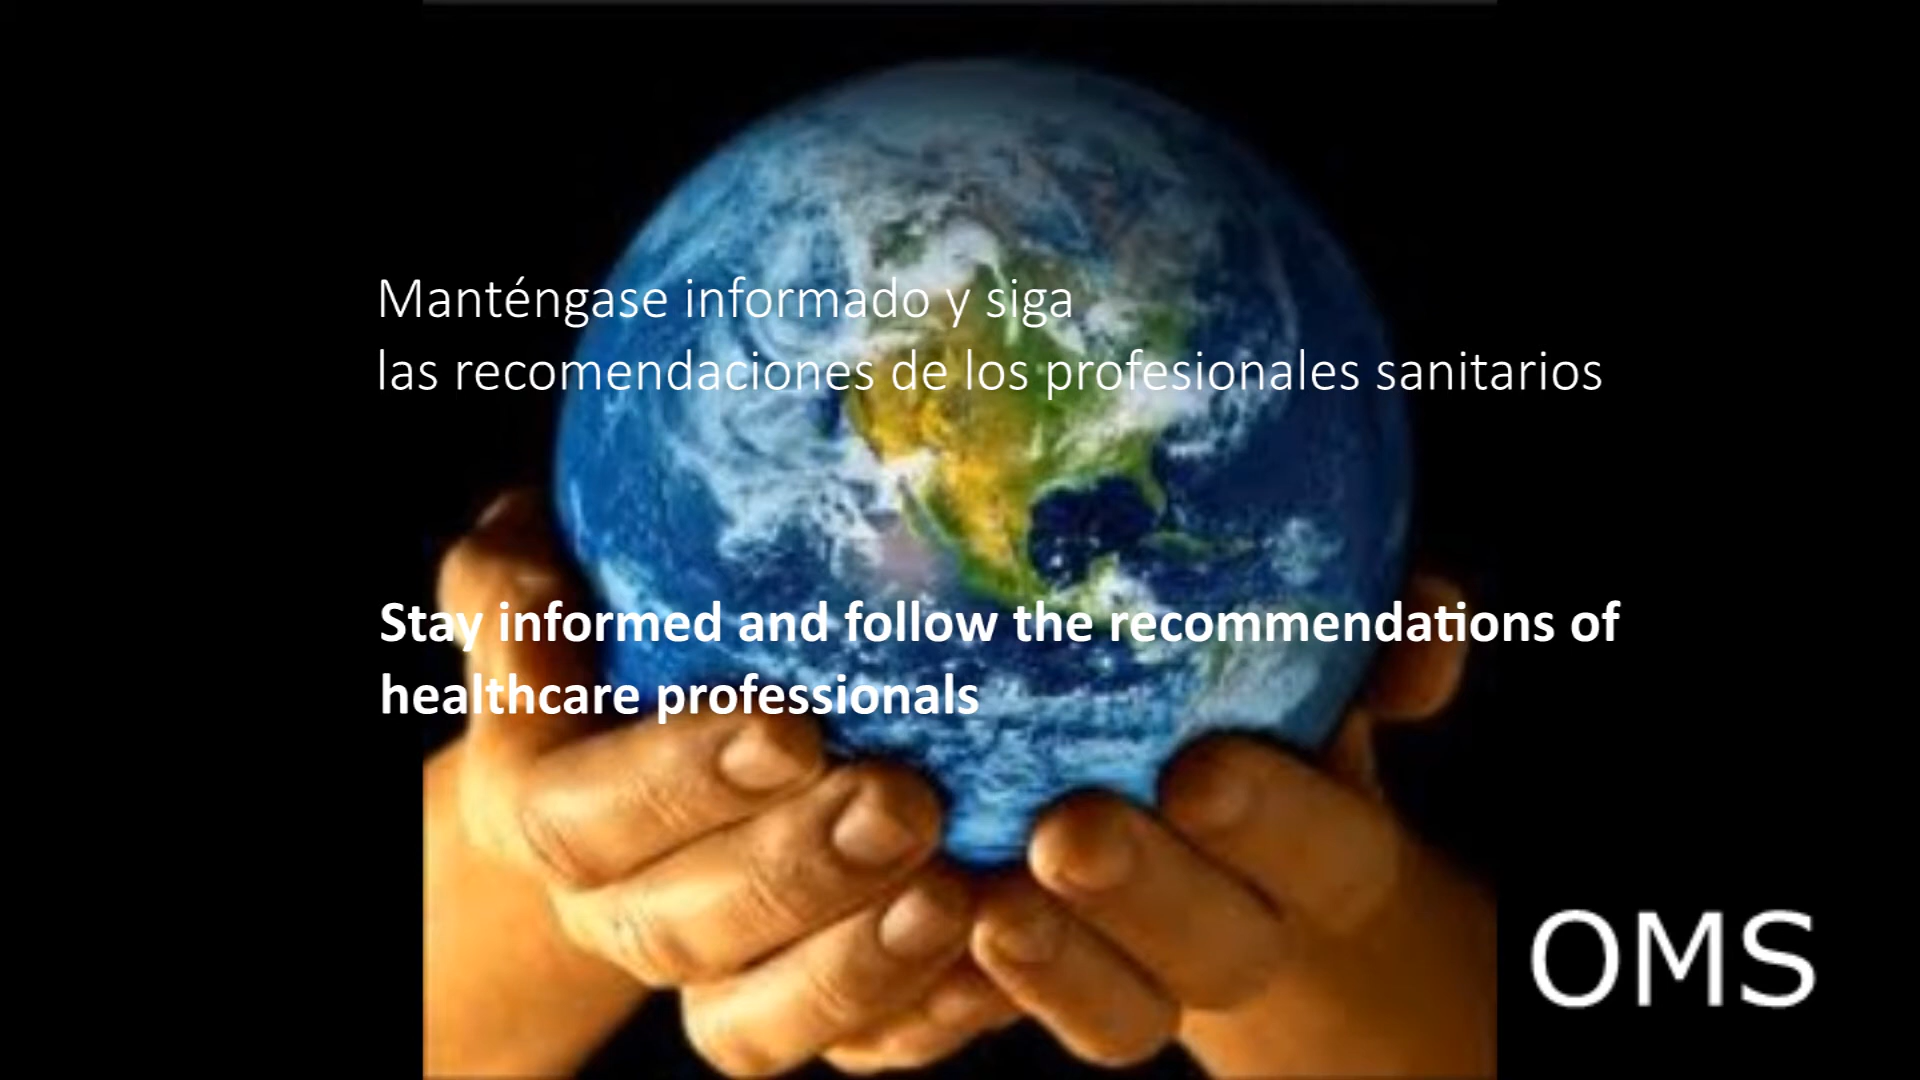 Manténgase informado y siga
las recomendaciones de los profesionales sanitarios
Stay informed and follow the recommendations of
healthcare professionals
OMS